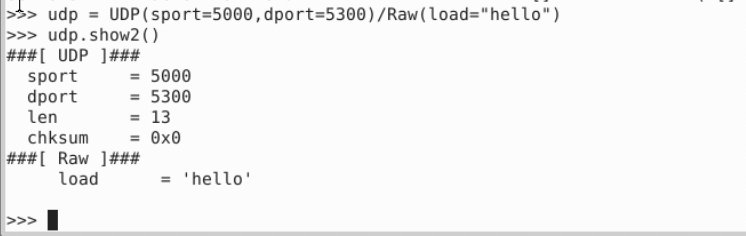 >>> udp = UDP(sport=5000,dport=5300)/Raw(load="hello")
>>> udp.show2()
###[ UDP ]###
  sport     = 5000
  dport     = 5300
  len       = 13
  chksum    = 0x0
###[ Raw ]###
     load      = 'hello'

>>>